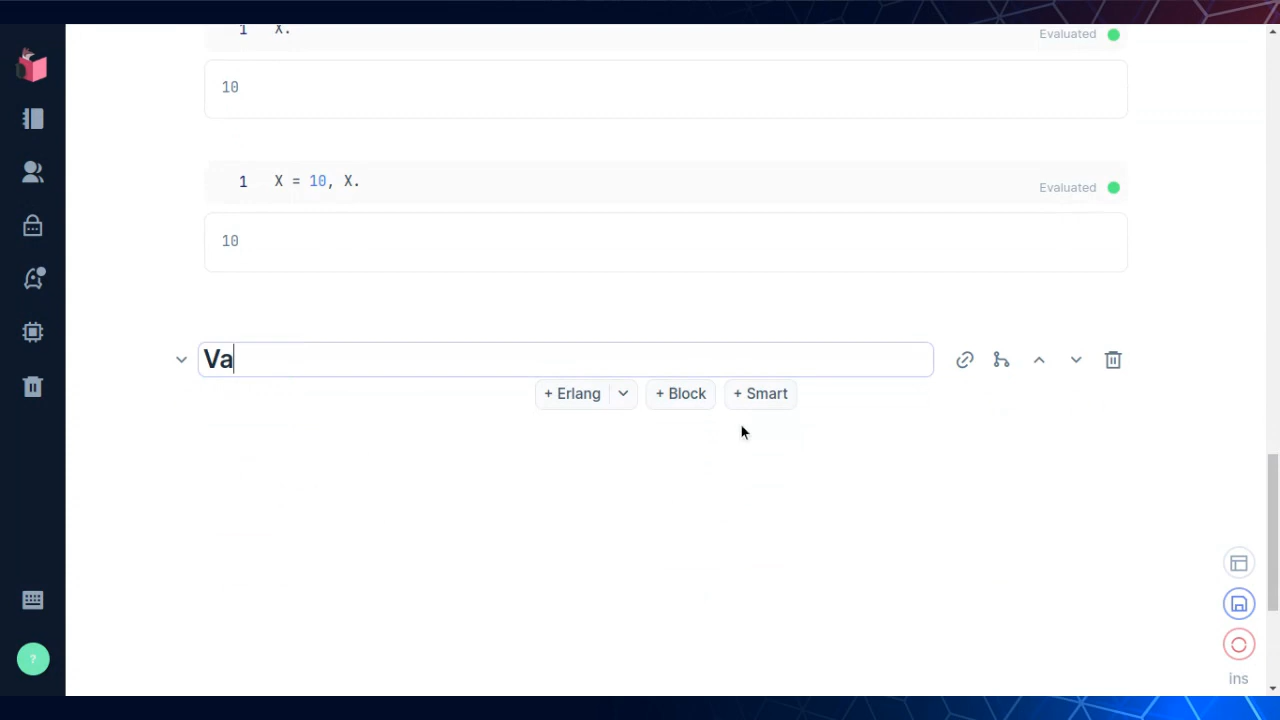 1 X.
Evaluated
10
1 X = 10, X.
Evaluated
10
Va
+ Erlang
+ Block
+ Smart
?
ins